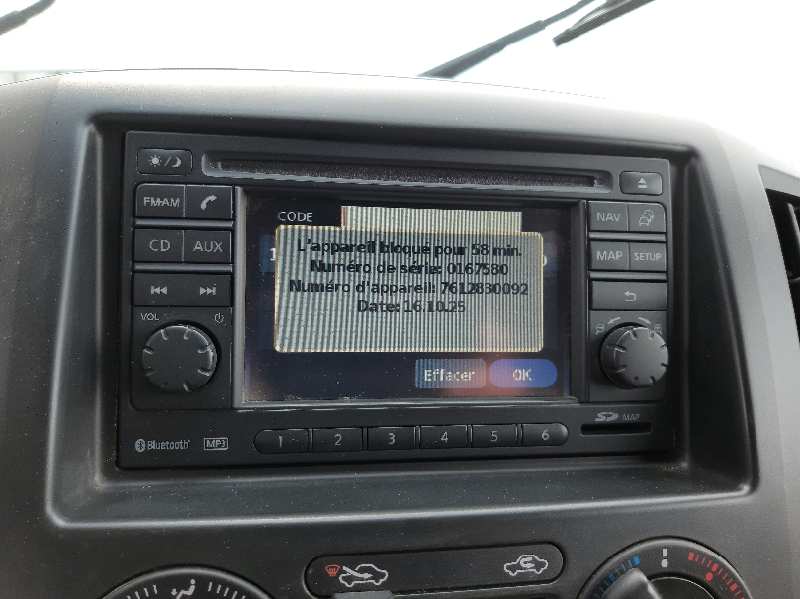 FM·AM
CD
AUX
VOL
CODE
L'appareil bloqué pour 58 min.
Numéro de série: 0167580
Numéro d'appareil: 7612830092
Date: 16.10.25
Effacer
OK
NAV
MAP
SETUP
Bluetooth
MP3
1 2 3 4 5 6
SD MAP